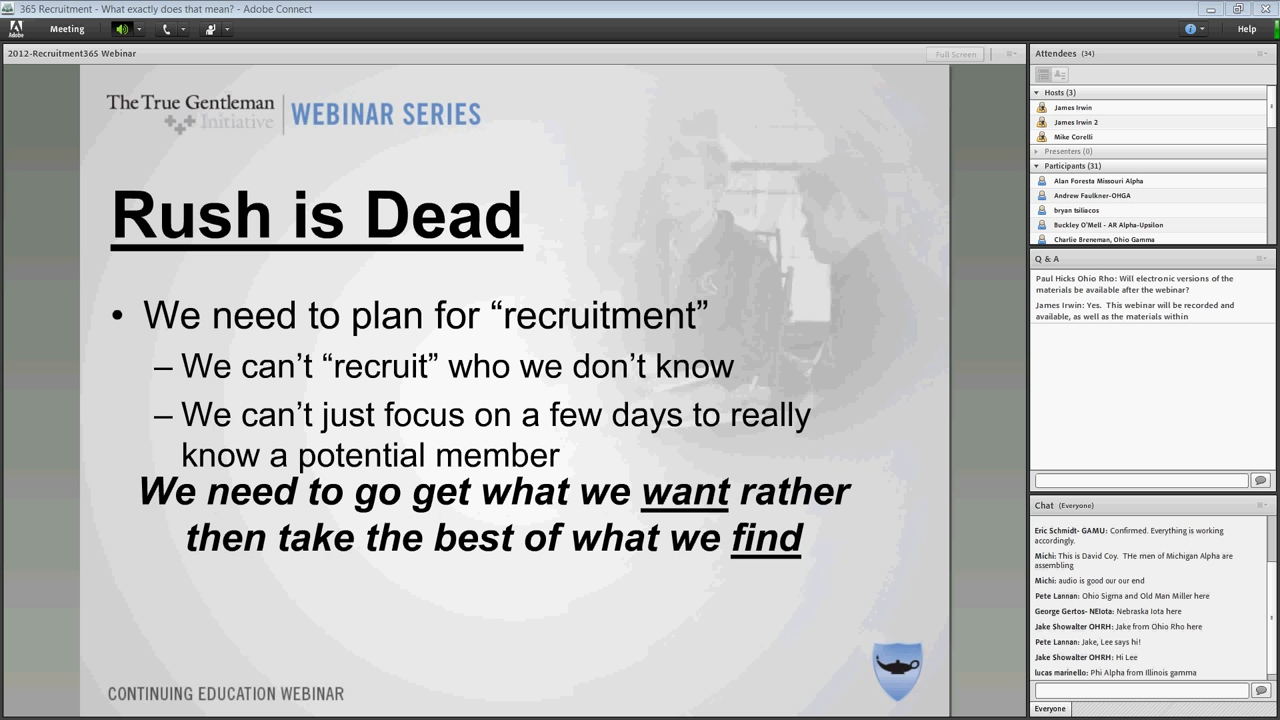 365 Recruitment - What exactly does that mean? - Adobe Connect
Adobe
Meeting
Help
2012-Recruitment365 Webinar
Full Screen
The True Gentleman
Initiative
WEBINAR SERIES
Rush is Dead
• We need to plan for “recruitment”
– We can’t “recruit” who we don’t know
– We can’t just focus on a few days to really
know a potential member
We need to go get what we want rather
then take the best of what we find
CONTINUING EDUCATION WEBINAR
Attendees (34)
Hosts (3)
James Irwin
James Irwin 2
Mike Corelli
Presenters (0)
Participants (31)
Alan Foresta Missouri Alpha
Andrew Faulkner-OHGA
bryan tsiliacos
Buckley O'Mell - AR Alpha-Upsilon
Charlie Breneman, Ohio Gamma
Q & A
Paul Hicks Ohio Rho: Will electronic versions of the
materials be available after the webinar?
James Irwin: Yes. This webinar will be recorded and
available, as well as the materials within
Chat (Everyone)
Eric Schmidt- GAMU: Confirmed. Everything is working
accordingly.
Michi: This is David Coy. THe men of Michigan Alpha are
assembling
Michi: audio is good our our end
Pete Lannan: Ohio Sigma and Old Man Miller here
George Gertos- NEIota: Nebraska Iota here
Jake Showalter OHRH: Jake from Ohio Rho here
Pete Lannan: Jake, Lee says hi!
Jake Showalter OHRH: Hi Lee
lucas marinello: Phi Alpha from Illinois gamma
Everyone